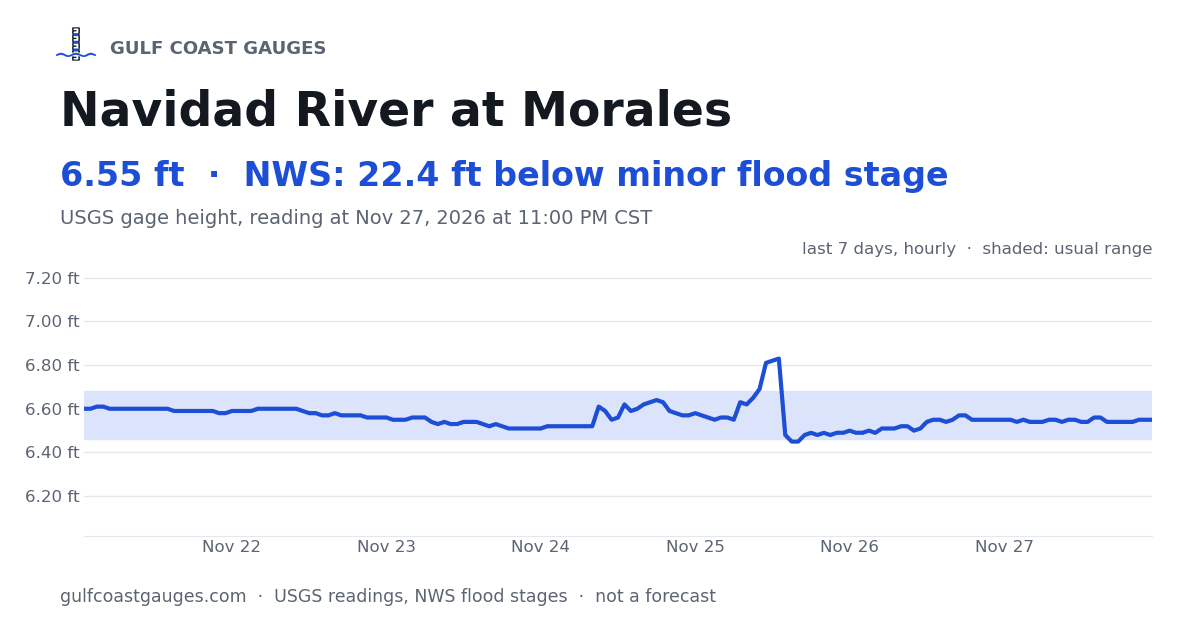 GULF COAST GAUGES
Navidad River at Morales
6.55 ft · NWS: 22.4 ft below minor flood stage
USGS gage height, reading at Nov 27, 2026 at 11:00 PM CST
last 7 days, hourly · shaded: usual range
7.20 ft
7.00 ft
6.80 ft
6.60 ft
6.40 ft
6.20 ft
Nov 22 Nov 23 Nov 24 Nov 25 Nov 26 Nov 27
gulfcoastgauges.com · USGS readings, NWS flood stages · not a forecast